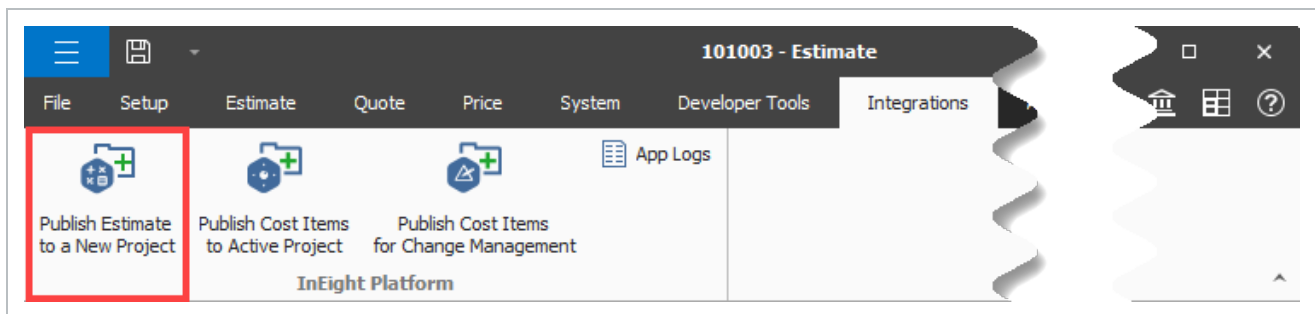 101003 - Estimate
File Setup Estimate Quote Price System Developer Tools Integrations
App Logs
Publish Estimate
to a New Project
Publish Cost Items
to Active Project
Publish Cost Items
for Change Management
InEight Platform